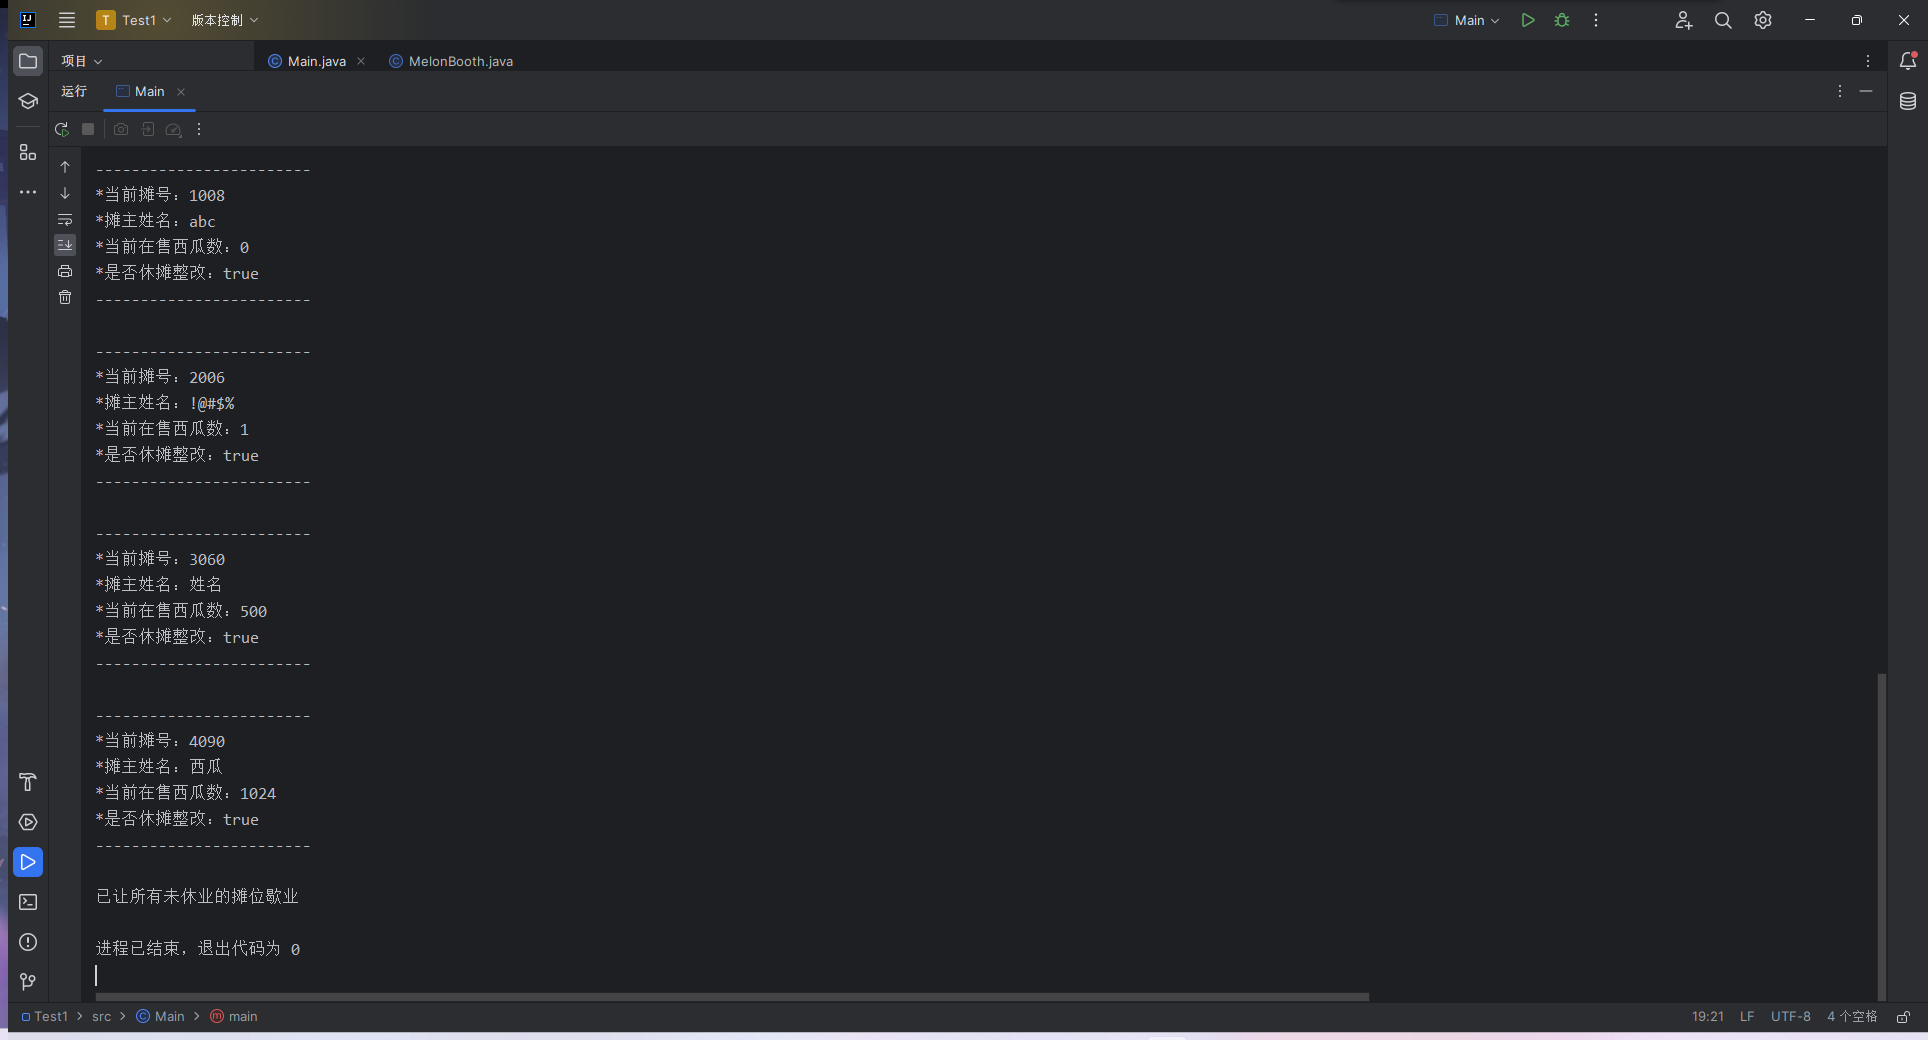 T Test1 版本控制 Main
项目 Main.java MelonBooth.java
运行 Main
------------------------
*当前摊号：1008
*摊主姓名：abc
*当前在售西瓜数：0
*是否休摊整改：true
------------------------
------------------------
*当前摊号：2006
*摊主姓名：!@#$%
*当前在售西瓜数：1
*是否休摊整改：true
------------------------
------------------------
*当前摊号：3060
*摊主姓名：姓名
*当前在售西瓜数：500
*是否休摊整改：true
------------------------
------------------------
*当前摊号：4090
*摊主姓名：西瓜
*当前在售西瓜数：1024
*是否休摊整改：true
------------------------
已让所有未休业的摊位歇业
进程已结束，退出代码为 0
Test1 > src > Main > main 19:21 LF UTF-8 4 个空格